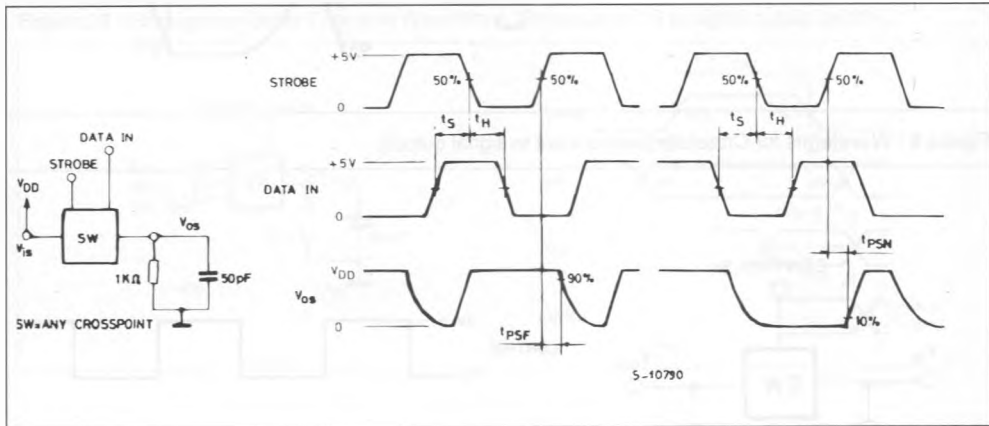 +5V
STROBE
50%
50%
50%
50%
0
tS
tH
tS
tH
DATA IN
STROBE
+5V
DATA IN
0
VDD
Vis
SW
Vos
1KΩ
50pF
SW=ANY CROSSPOINT
tPSN
VDD
Vos
90%
0
10%
tPSF
S-10790